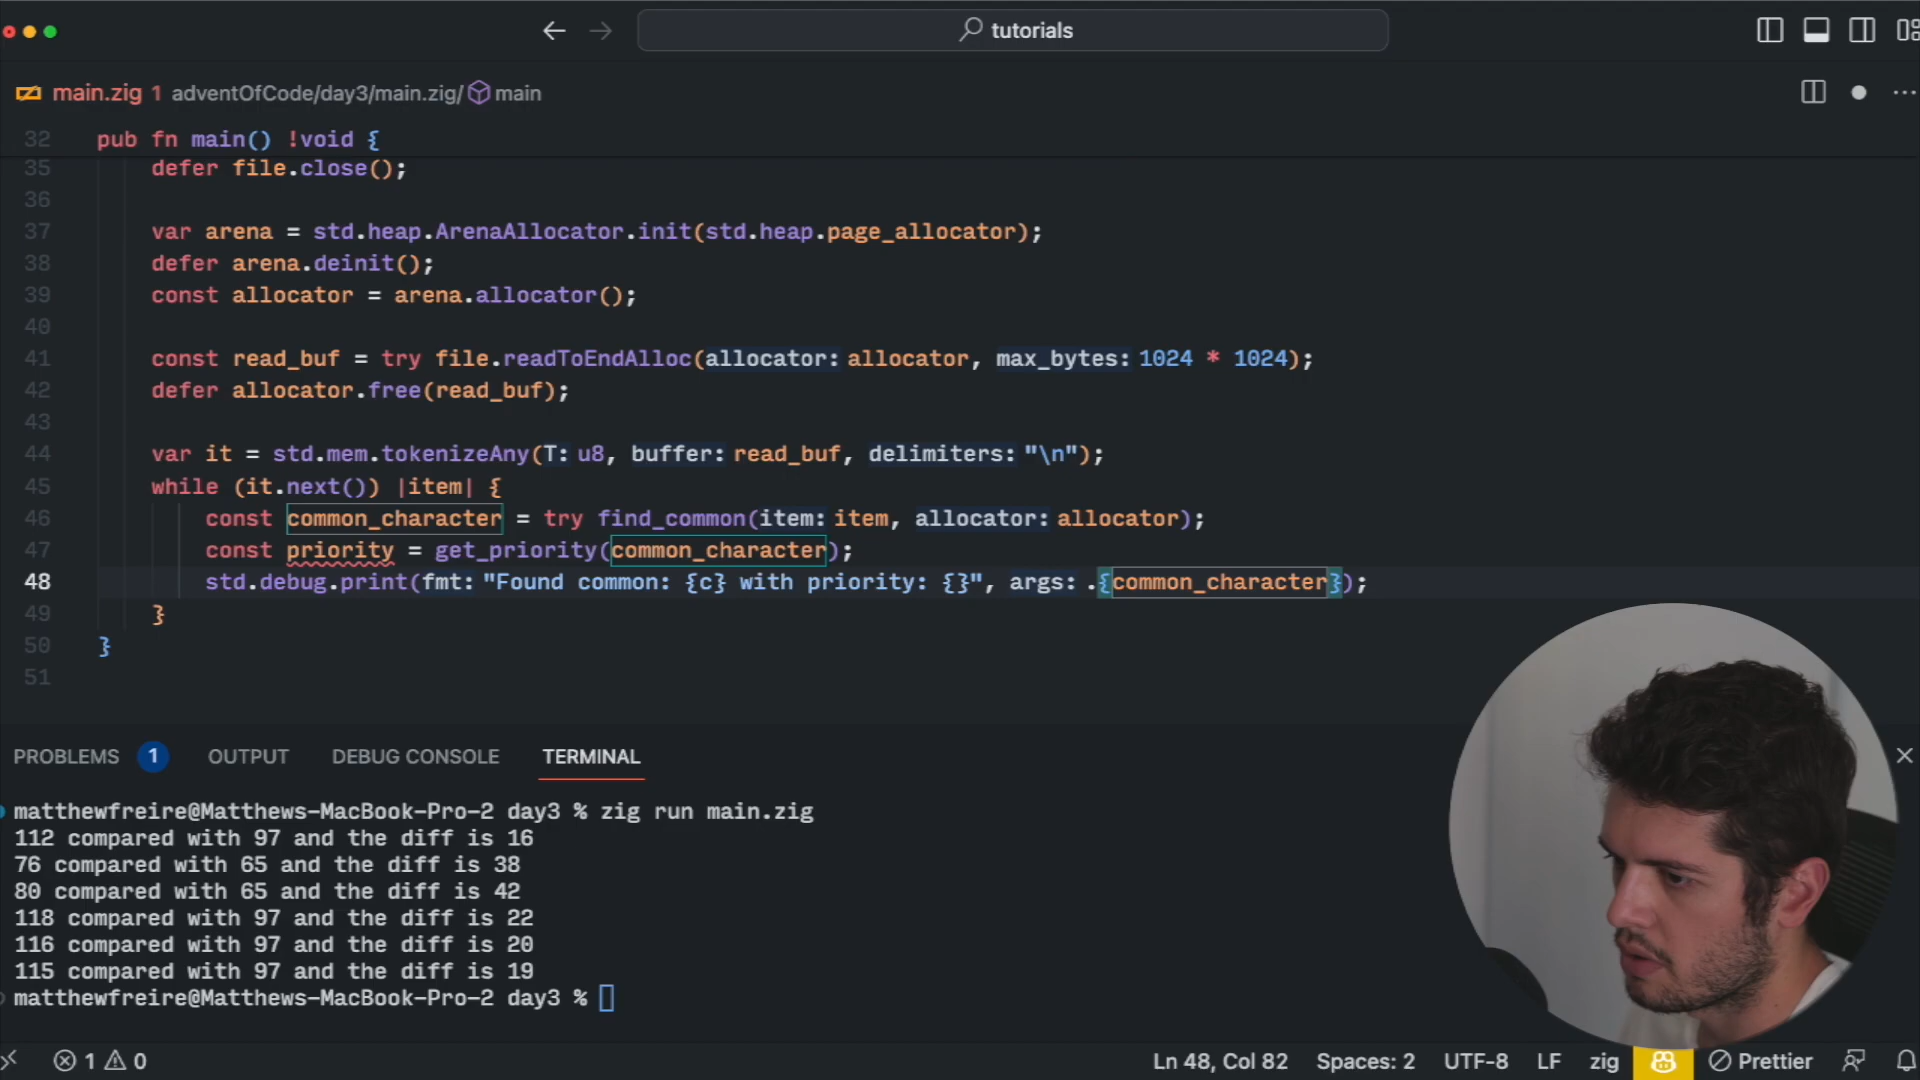 tutorials
main.zig 1 adventOfCode/day3/main.zig/ main
32 pub fn main() !void {
35 defer file.close();
36
37 var arena = std.heap.ArenaAllocator.init(std.heap.page_allocator);
38 defer arena.deinit();
39 const allocator = arena.allocator();
40
41 const read_buf = try file.readToEndAlloc(allocator: allocator, max_bytes: 1024 * 1024);
42 defer allocator.free(read_buf);
43
44 var it = std.mem.tokenizeAny(T: u8, buffer: read_buf, delimiters: "\n");
45 while (it.next()) |item| {
46 const common_character = try find_common(item: item, allocator: allocator);
47 const priority = get_priority(common_character);
48 std.debug.print(fmt: "Found common: {c} with priority: {}", args: .{common_character});
49 }
50 }
51
PROBLEMS 1 OUTPUT DEBUG CONSOLE TERMINAL
matthewfreire@Matthews-MacBook-Pro-2 day3 % zig run main.zig
112 compared with 97 and the diff is 16
76 compared with 65 and the diff is 38
80 compared with 65 and the diff is 42
118 compared with 97 and the diff is 22
116 compared with 97 and the diff is 20
115 compared with 97 and the diff is 19
matthewfreire@Matthews-MacBook-Pro-2 day3 %
1 0 Ln 48, Col 82 Spaces: 2 UTF-8 LF zig Prettier